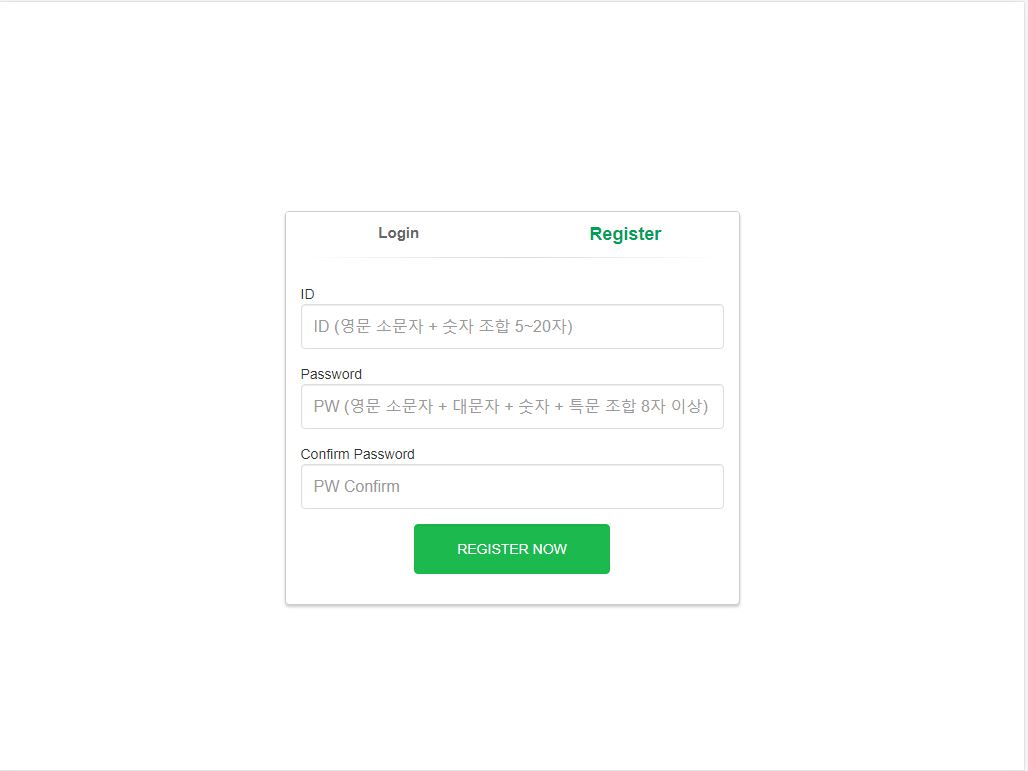 Login Register
ID
ID (영문 소문자 + 숫자 조합 5~20자)
Password
PW (영문 소문자 + 대문자 + 숫자 + 특문 조합 8자 이상)
Confirm Password
PW Confirm
REGISTER NOW